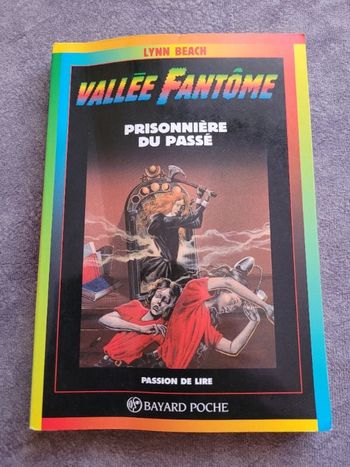 LYNN BEACH
VALLÉE FANTÔME
PRISONNIÈRE
DU PASSÉ
PASSION DE LIRE
BAYARD POCHE